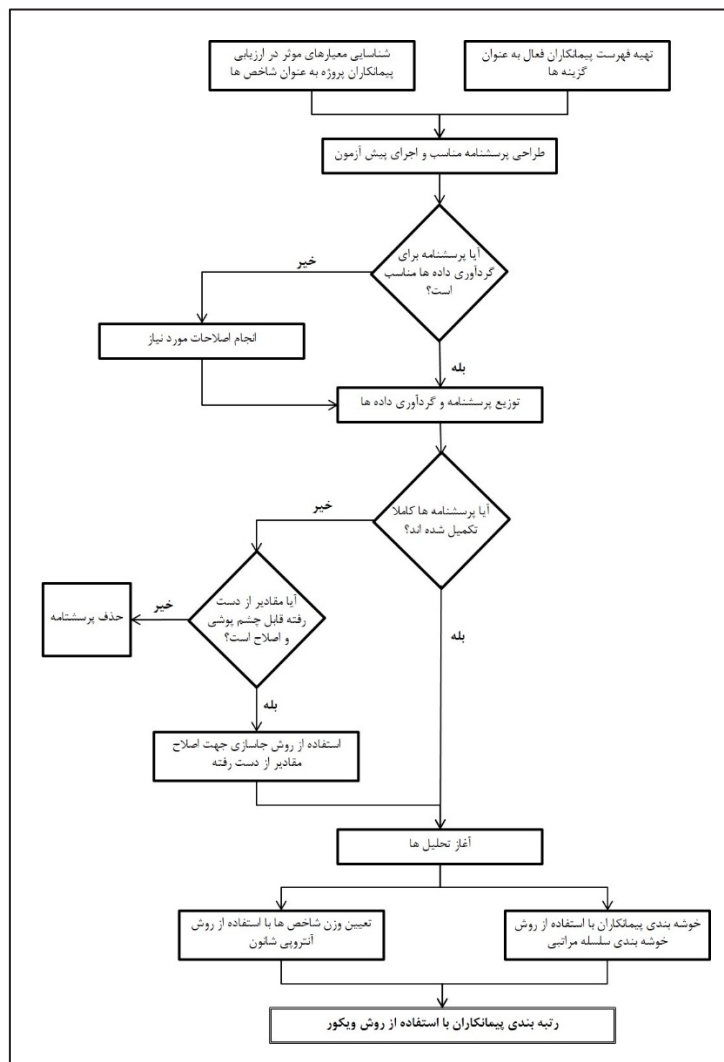 تهیه فهرست پیمانکاران فعال به عنوان
گزینه ها
شناسایی معیارهای موثر در ارزیابی
پیمانکاران پروژه به عنوان شاخص ها
طراحی پرسشنامه مناسب و اجرای پیش آزمون
آیا پرسشنامه برای
گردآوری داده ها مناسب
است؟
خیر
انجام اصلاحات مورد نیاز
بله
توزیع پرسشنامه و گردآوری داده ها
آیا پرسشنامه ها کاملا
تکمیل شده اند؟
خیر
آیا مقادیر از دست
رفته قابل چشم پوشی
و اصلاح است؟
خیر
حذف پرسشنامه
بله
بله
استفاده از روش جاسازی جهت اصلاح
مقادیر از دست رفته
آغاز تحلیل ها
خوشه بندی پیمانکاران با استفاده از روش
خوشه بندی سلسله مراتبی
تعیین وزن شاخص ها با استفاده از روش
آنتروپی شانون
رتبه بندی پیمانکاران با استفاده از روش ویکور